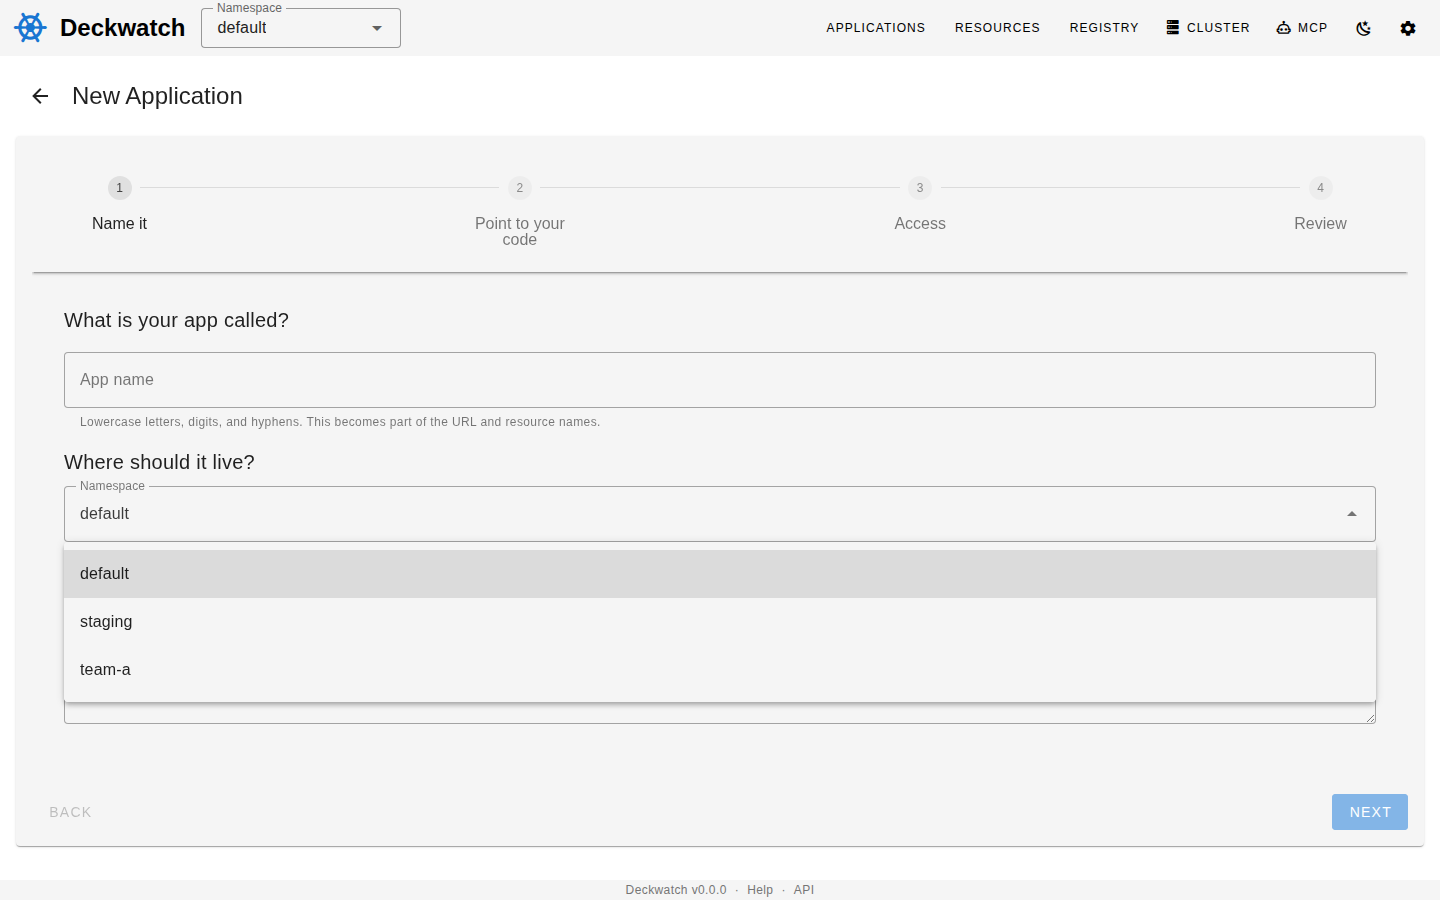 Deckwatch
Namespace
default
APPLICATIONS
RESOURCES
REGISTRY
CLUSTER
MCP
New Application
1
Name it
2
Point to your
code
3
Access
4
Review
What is your app called?
App name
Lowercase letters, digits, and hyphens. This becomes part of the URL and resource names.
Where should it live?
Namespace
default
default
staging
team-a
BACK
NEXT
Deckwatch v0.0.0 · Help · API